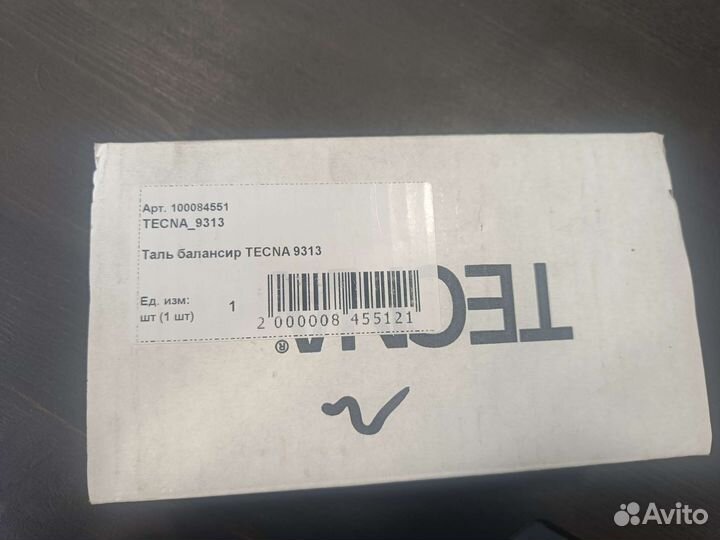 Арт. 100084551
TECNA_9313
Таль балансир TECNA 9313
Ед. изм:
шт (1 шт)
1
2 000008 455121
TECNA®
Avito